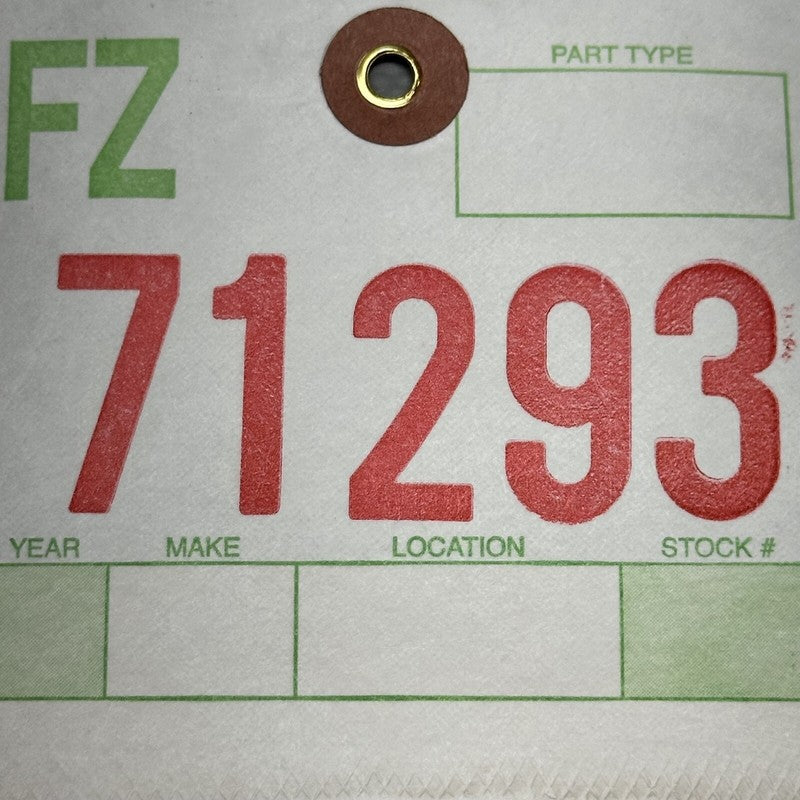 FZ
PART TYPE
71293
YEAR MAKE LOCATION STOCK #